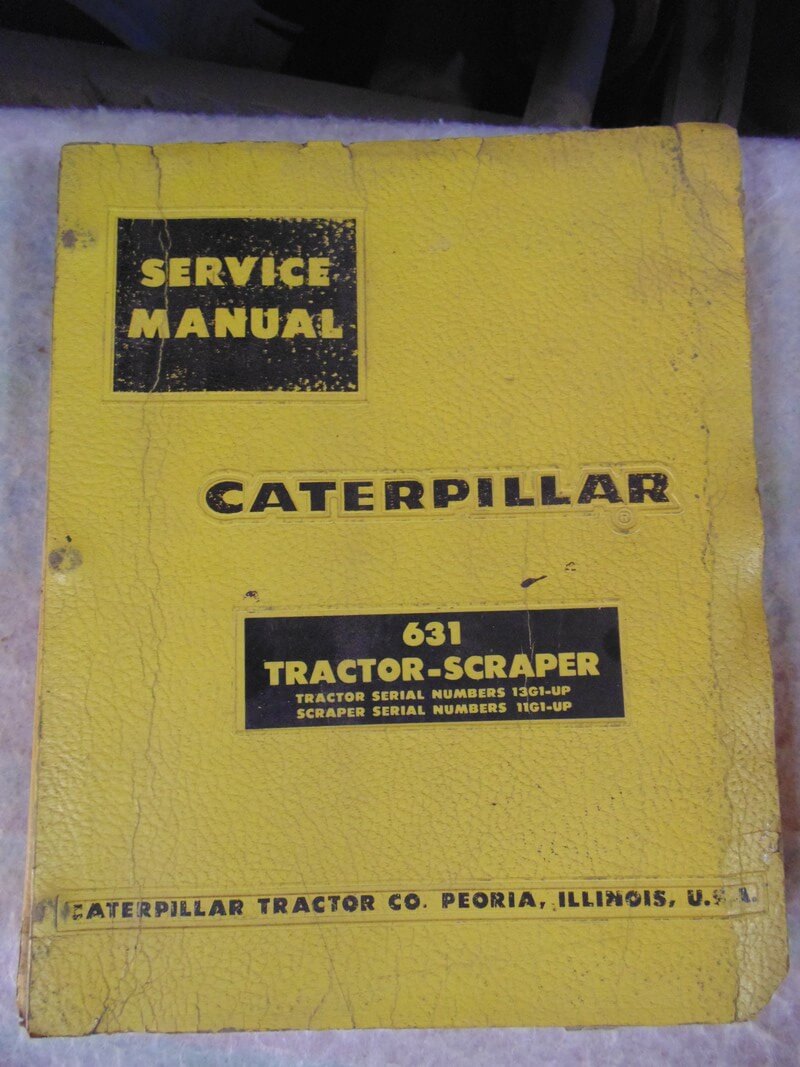 SERVICE
MANUAL
CATERPILLAR
®
631
TRACTOR-SCRAPER
TRACTOR SERIAL NUMBERS 13G1-UP
SCRAPER SERIAL NUMBERS 11G1-UP
CATERPILLAR TRACTOR CO. PEORIA, ILLINOIS, U.S.A.